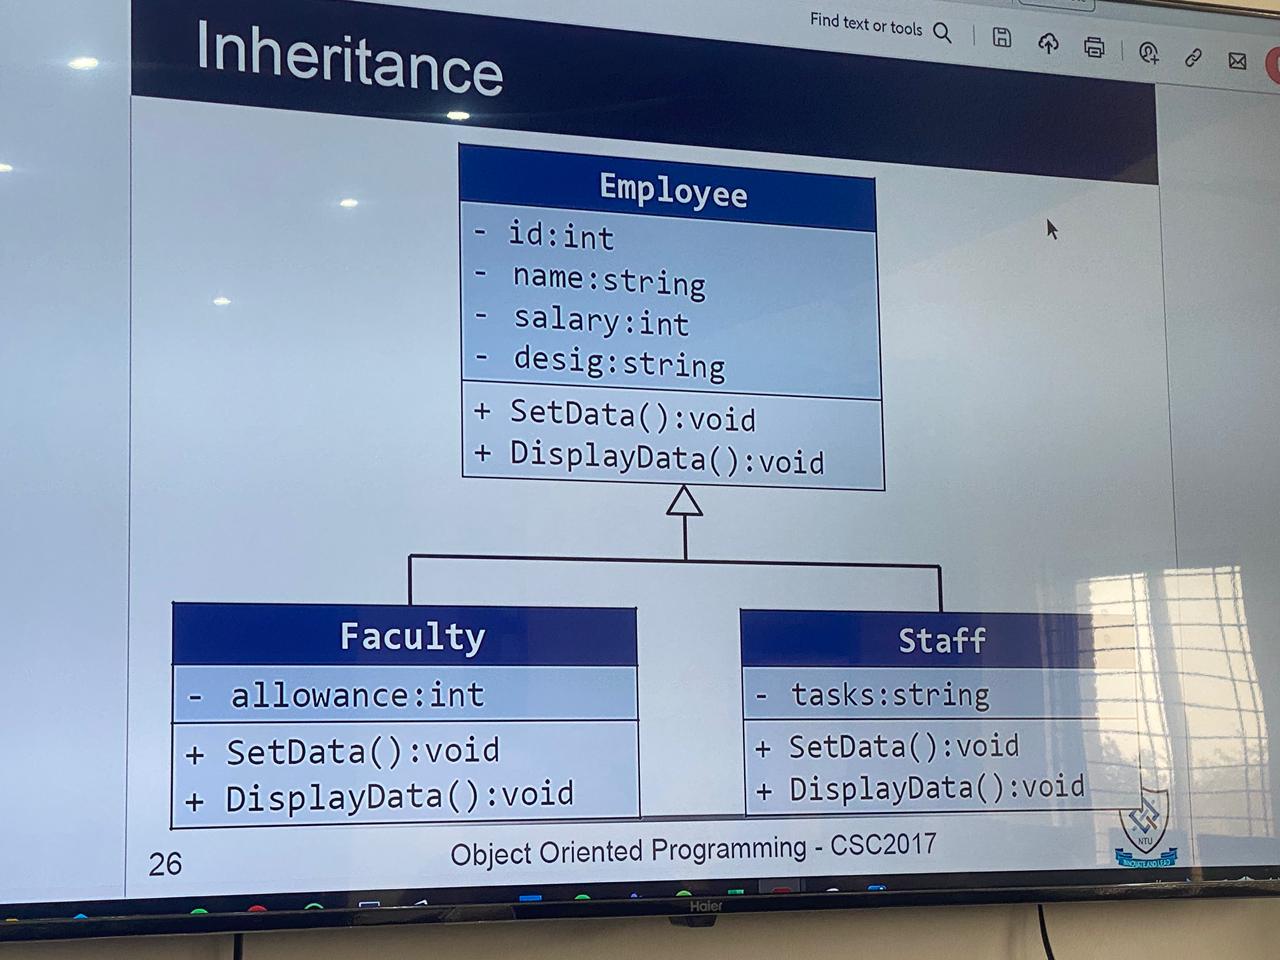 Find text or tools
Inheritance
Employee
- id:int
- name:string
- salary:int
- desig:string
+ SetData():void
+ DisplayData():void
Faculty
- allowance:int
+ SetData():void
+ DisplayData():void
Staff
- tasks:string
+ SetData():void
+ DisplayData():void
26
Object Oriented Programming - CSC2017
NTU
INNOVATE AND LEAD
Haier